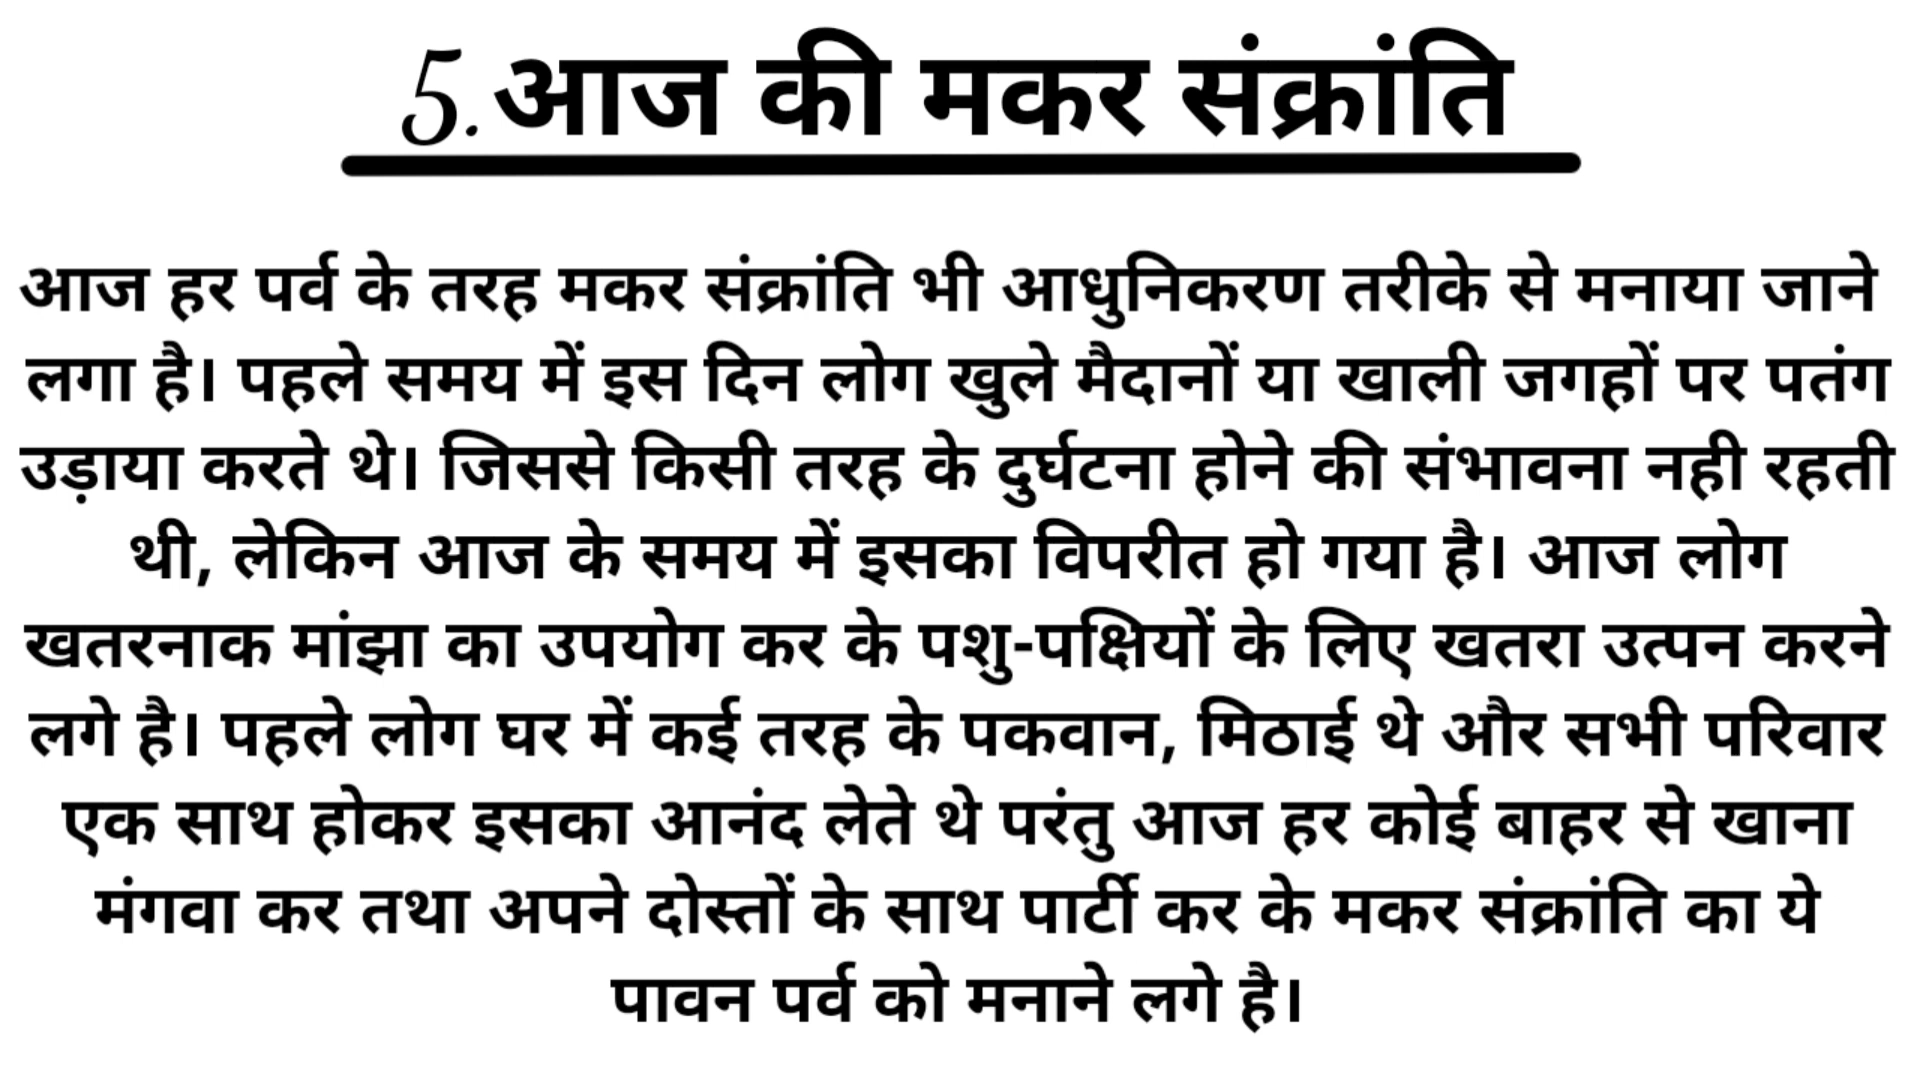 5.आज की मकर संक्रांति
आज हर पर्व के तरह मकर संक्रांति भी आधुनिकरण तरीके से मनाया जाने
लगा है। पहले समय में इस दिन लोग खुले मैदानों या खाली जगहों पर पतंग
उड़ाया करते थे। जिससे किसी तरह के दुर्घटना होने की संभावना नही रहती
थी, लेकिन आज के समय में इसका विपरीत हो गया है। आज लोग
खतरनाक मांझा का उपयोग कर के पशु-पक्षियों के लिए खतरा उत्पन करने
लगे है। पहले लोग घर में कई तरह के पकवान, मिठाई थे और सभी परिवार
एक साथ होकर इसका आनंद लेते थे परंतु आज हर कोई बाहर से खाना
मंगवा कर तथा अपने दोस्तों के साथ पार्टी कर के मकर संक्रांति का ये
पावन पर्व को मनाने लगे है।